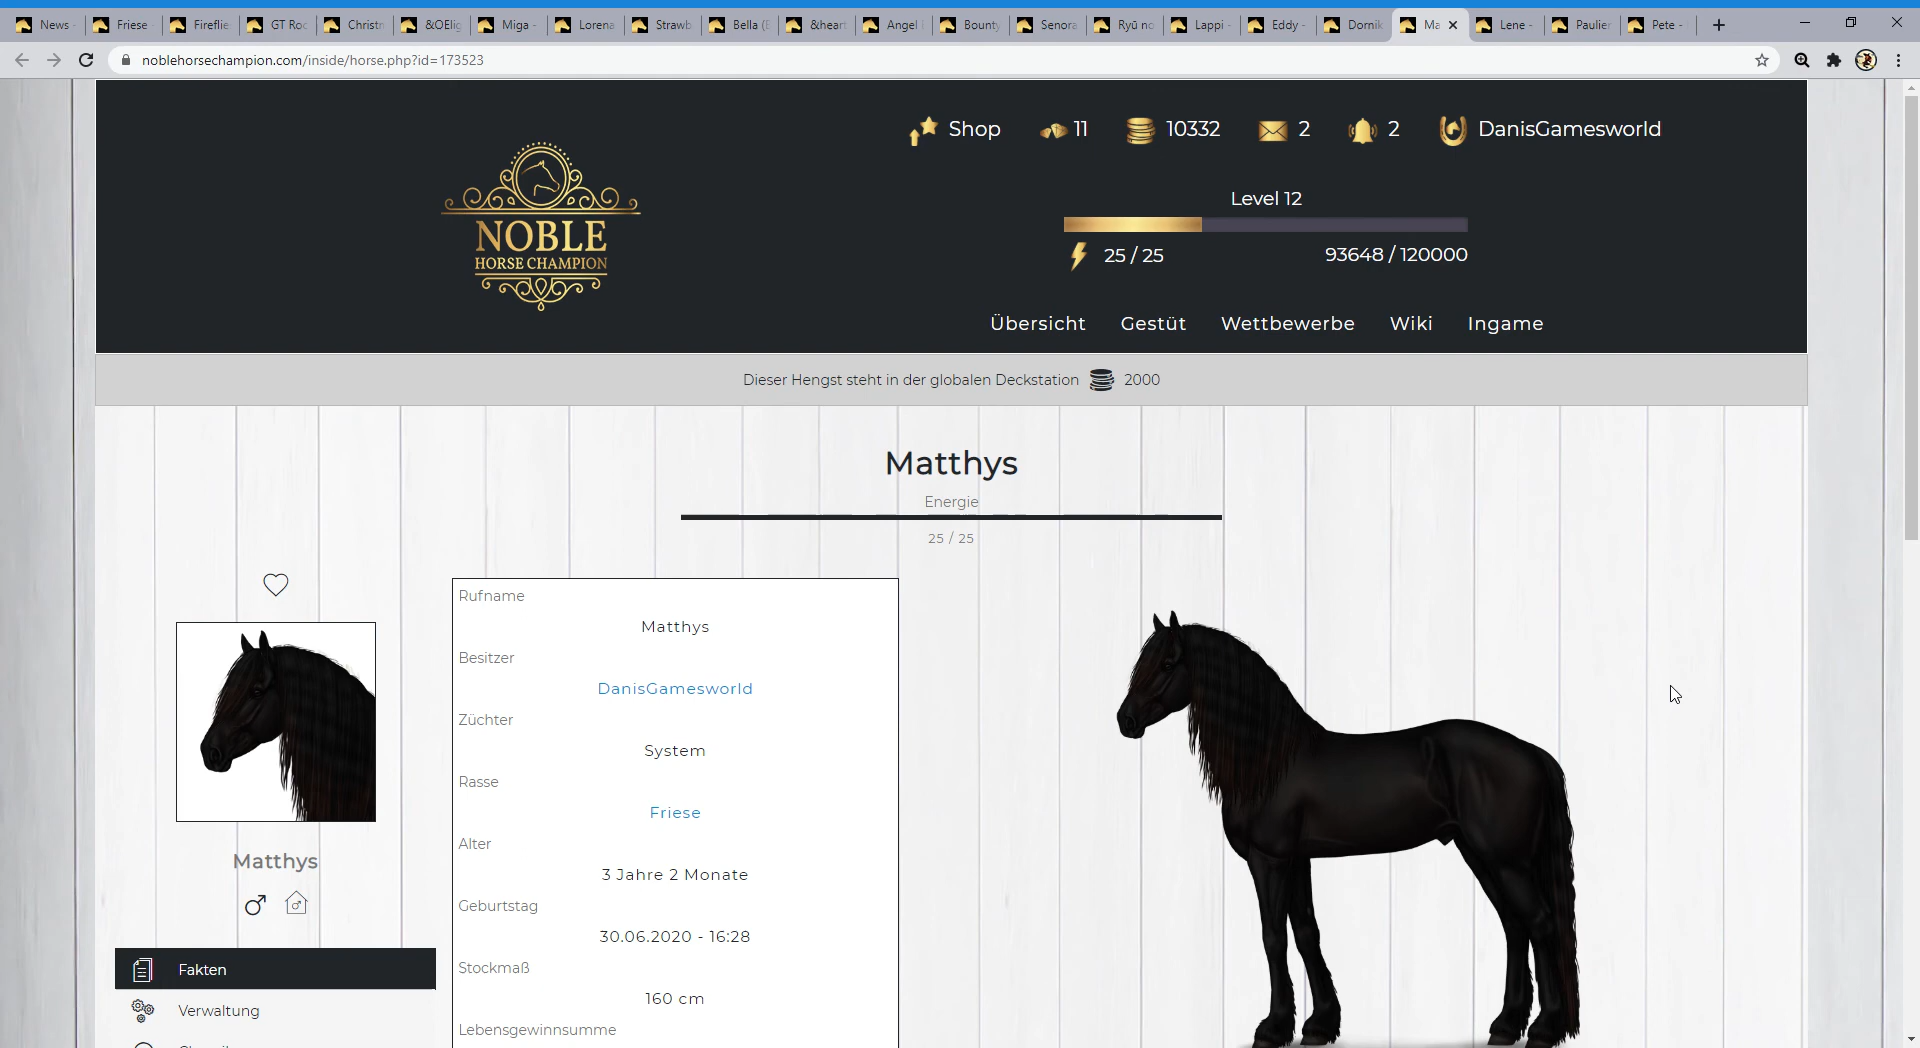 News -
Friese -
Fireflie
GT Roc
Christn
&OElig
Miga -
Lorena
Strawb
Bella (E
&heart
Angel
Bounty
Senora
Ryū no
Lappi -
Eddy -
Dornik
Ma
Lene -
Paulier
Pete -
noblehorsechampion.com/inside/horse.php?id=173523
Shop 11 10332 2 2 DanisGamesworld
NOBLE
HORSE CHAMPION
Level 12
25 / 25 93648 / 120000
Übersicht Gestüt Wettbewerbe Wiki Ingame
Dieser Hengst steht in der globalen Deckstation 2000
Matthys
Energie
25 / 25
Matthys
Fakten
Verwaltung
Rufname
Matthys
Besitzer
DanisGamesworld
Züchter
System
Rasse
Friese
Alter
3 Jahre 2 Monate
Geburtstag
30.06.2020 - 16:28
Stockmaß
160 cm
Lebensgewinnsumme